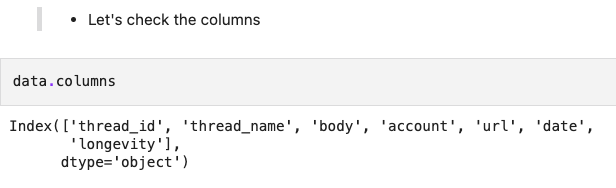 • Let's check the columns
data.columns
Index(['thread_id', 'thread_name', 'body', 'account', 'url', 'date',
       'longevity'],
      dtype='object')